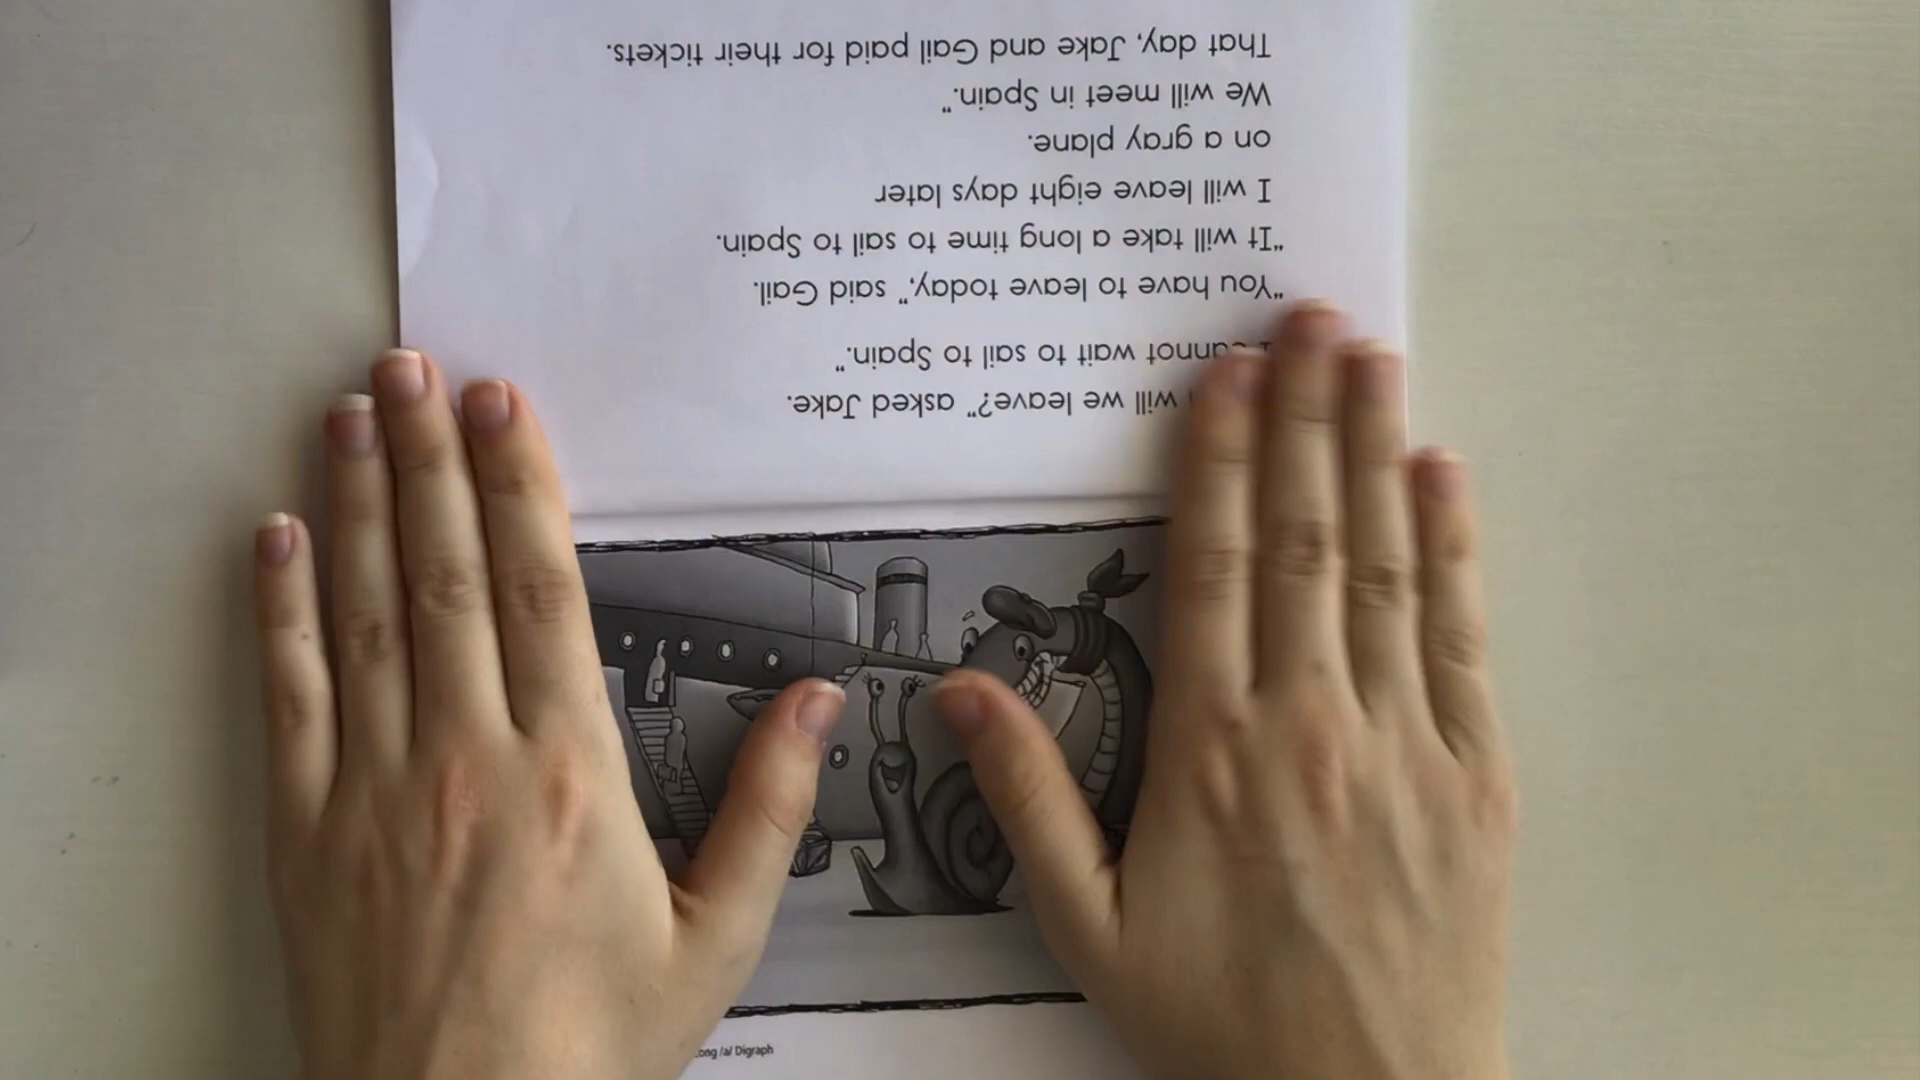 will we leave?" asked Jake.
cannot wait to sail to Spain."
"You have to leave today," said Gail.
"It will take a long time to sail to Spain.
I will leave eight days later
on a gray plane.
We will meet in Spain."
That day, Jake and Gail paid for their tickets.
Long /a/ Digraph